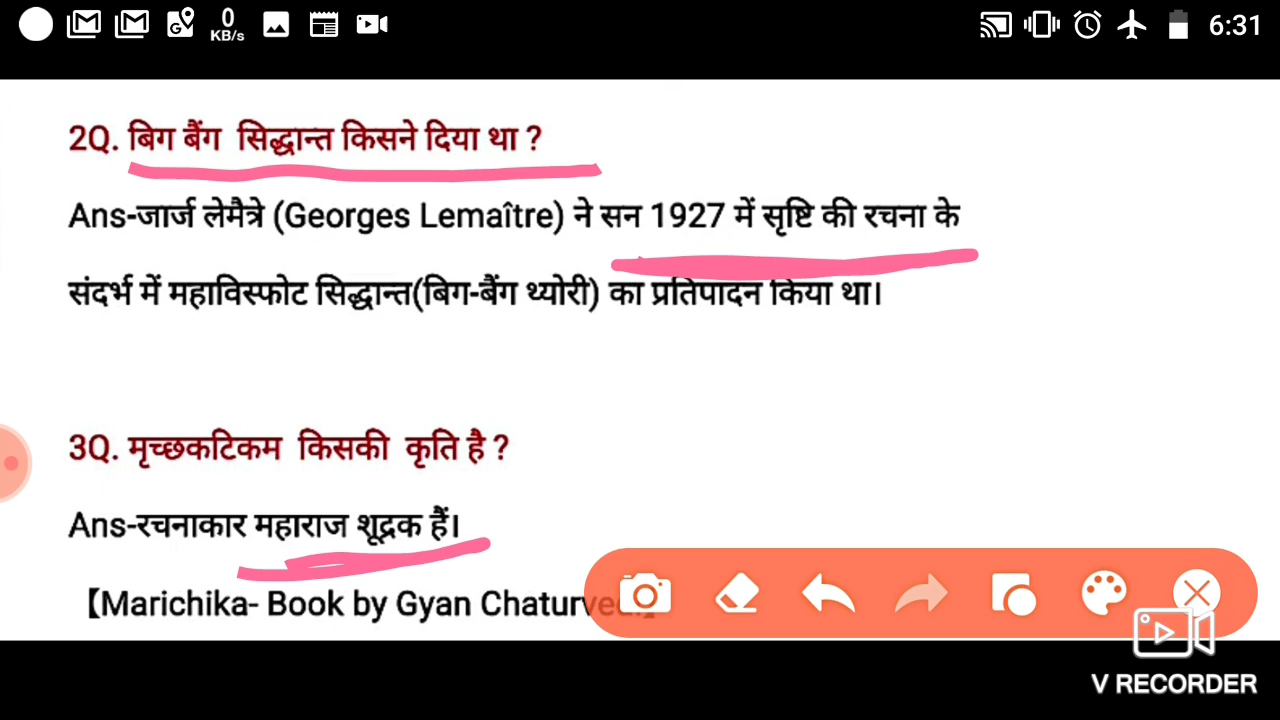 0
KB/s
6:31
2Q. बिग बैंग सिद्धान्त किसने दिया था ?
Ans-जार्ज लेमैत्रे (Georges Lemaître) ने सन 1927 में सृष्टि की रचना के
संदर्भ में महाविस्फोट सिद्धान्त(बिग-बैंग थ्योरी) का प्रतिपादन किया था।
3Q. मृच्छकटिकम किसकी कृति है ?
Ans-रचनाकार महाराज शूद्रक हैं।
【Marichika- Book by Gyan
V RECORDER